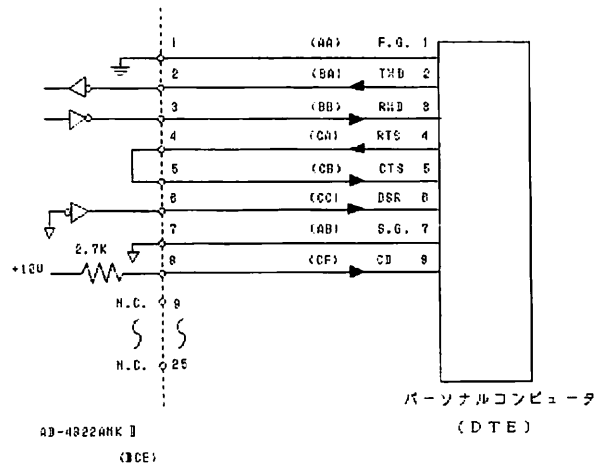 1 (AA) F.G. 1
2 (BA) TXD 2
3 (BB) RXD 3
4 (CA) RTS 4
5 (CB) CTS 5
6 (CC) DSR 6
7 (AB) S.G. 7
2.7K
+12V 8 (CF) CD 8
N.C. 9
N.C. 25
パーソナルコンピュータ
(DTE)
AD-4322AMKⅡ
(DCE)